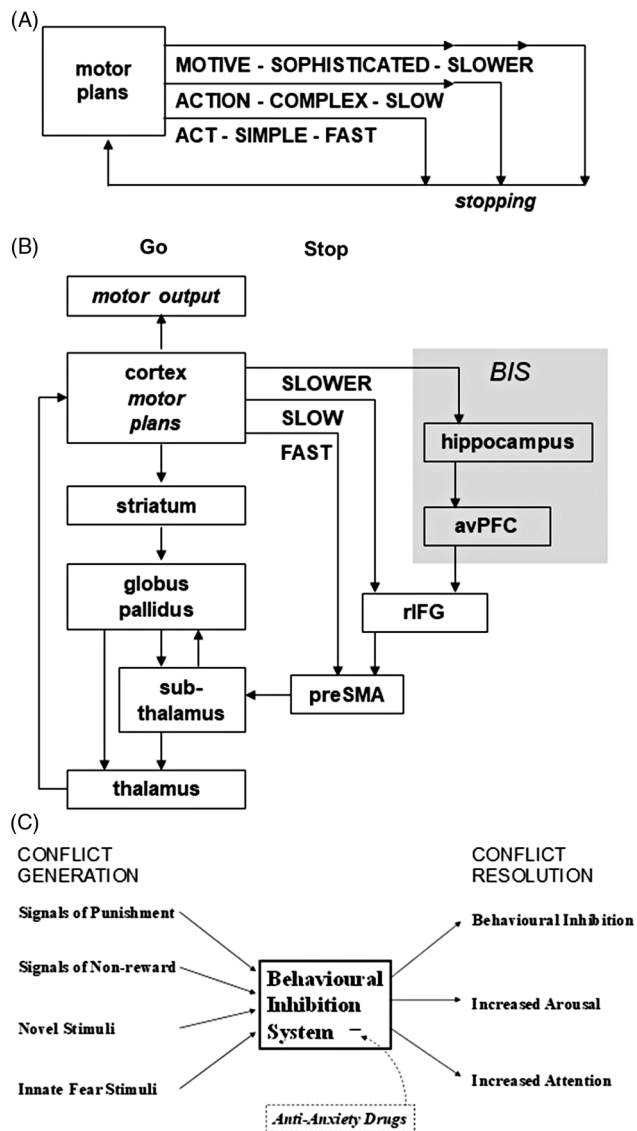 (A)
motor
plans
MOTIVE - SOPHISTICATED - SLOWER
ACTION - COMPLEX - SLOW
ACT - SIMPLE - FAST
stopping
(B)
Go
Stop
motor output
cortex
motor
plans
SLOWER
SLOW
FAST
BIS
hippocampus
striatum
avPFC
globus
pallidus
rIFG
sub-
thalamus
preSMA
thalamus
(C)
CONFLICT
GENERATION
CONFLICT
RESOLUTION
Signals of Punishment
Signals of Non-reward
Novel Stimuli
Innate Fear Stimuli
Behavioural
Inhibition
System –
Behavioural Inhibition
Increased Arousal
Increased Attention
Anti-Anxiety Drugs